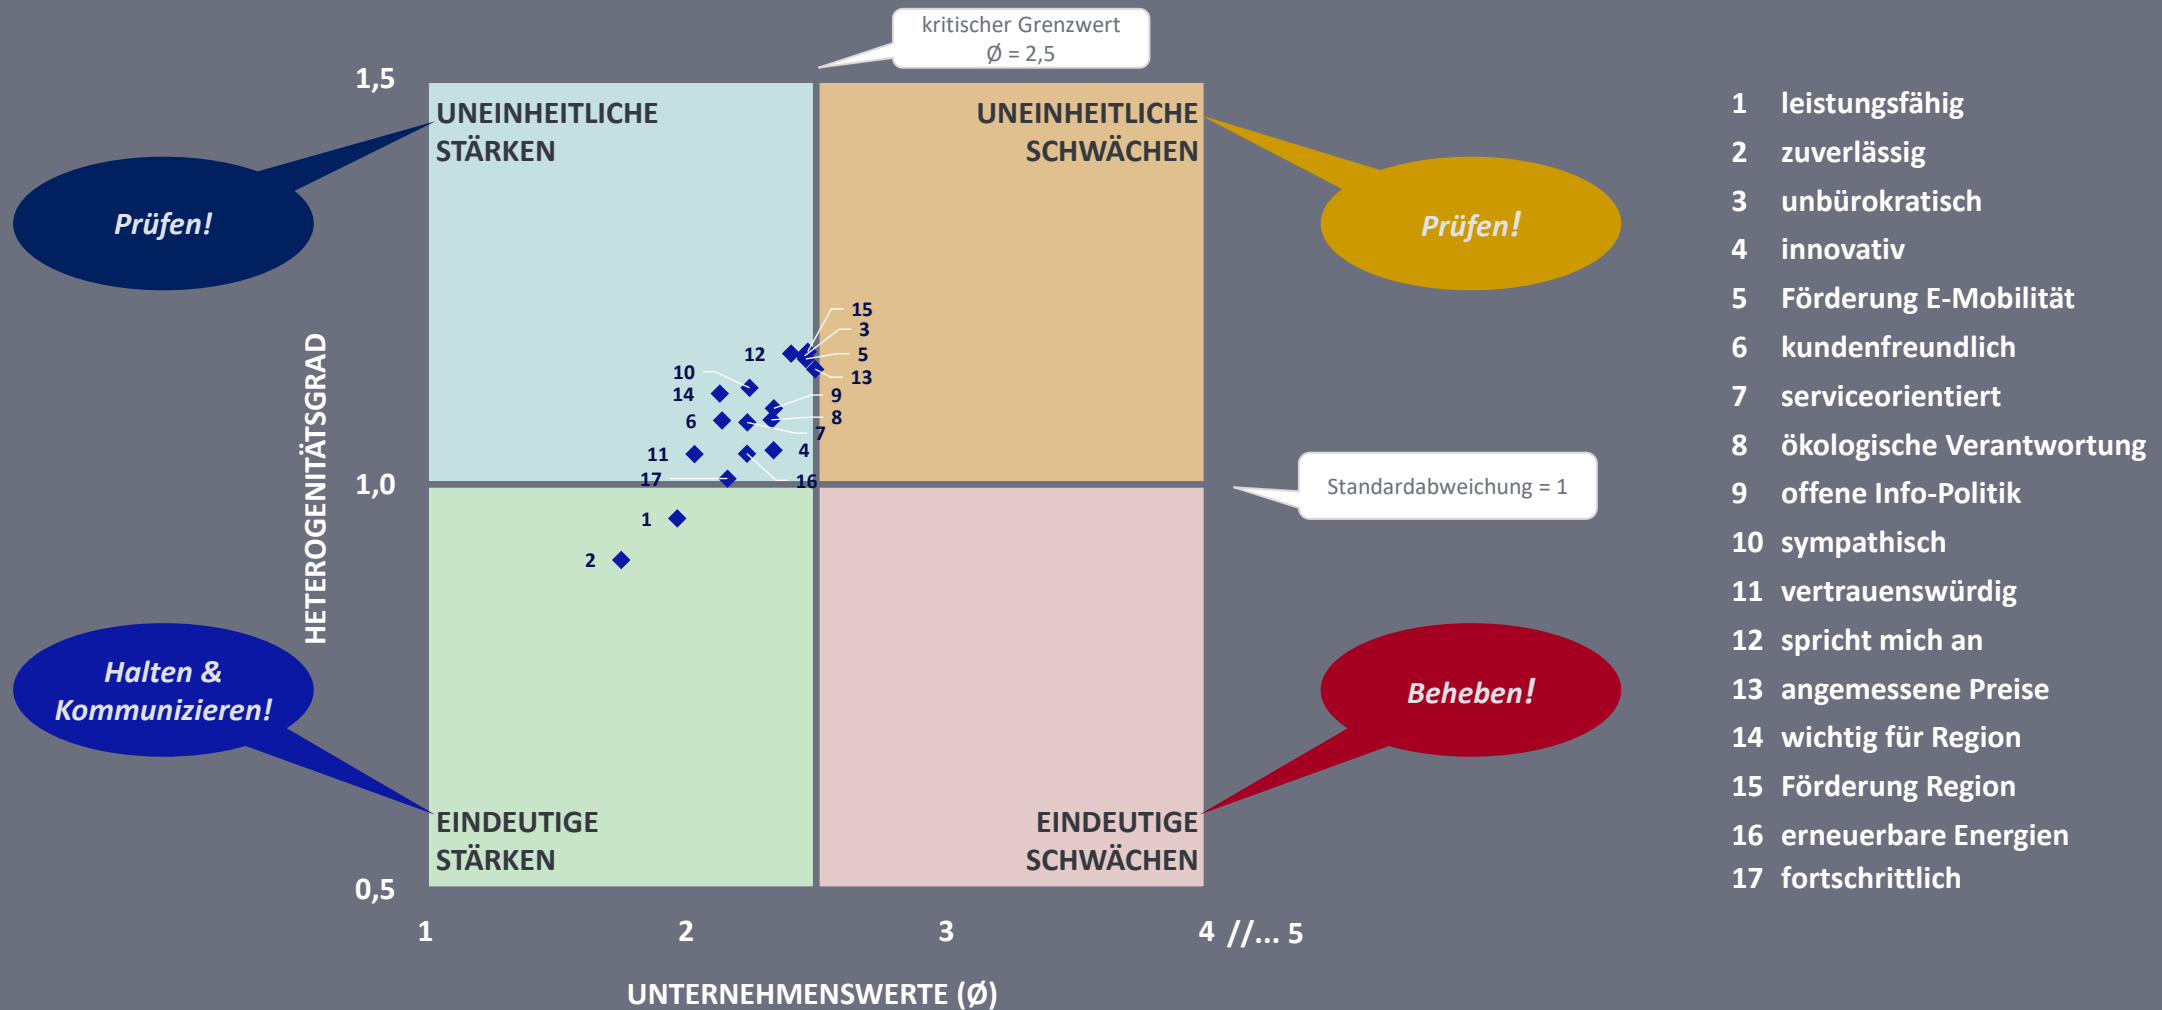 kritischer Grenzwert
Ø = 2,5
1,5
UNEINHEITLICHE
STÄRKEN
UNEINHEITLICHE
SCHWÄCHEN
Prüfen!
Prüfen!
15
3
12
5
13
10
14
9
8
6
7
4
11
17
16
1,0
Standardabweichung = 1
1
2
HETEROGENITÄTSGRAD
Halten &
Kommunizieren!
Beheben!
EINDEUTIGE
STÄRKEN
EINDEUTIGE
SCHWÄCHEN
0,5
1 2 3 4 //... 5
UNTERNEHMENSWERTE (Ø)
1 leistungsfähig
2 zuverlässig
3 unbürokratisch
4 innovativ
5 Förderung E-Mobilität
6 kundenfreundlich
7 serviceorientiert
8 ökologische Verantwortung
9 offene Info-Politik
10 sympathisch
11 vertrauenswürdig
12 spricht mich an
13 angemessene Preise
14 wichtig für Region
15 Förderung Region
16 erneuerbare Energien
17 fortschrittlich